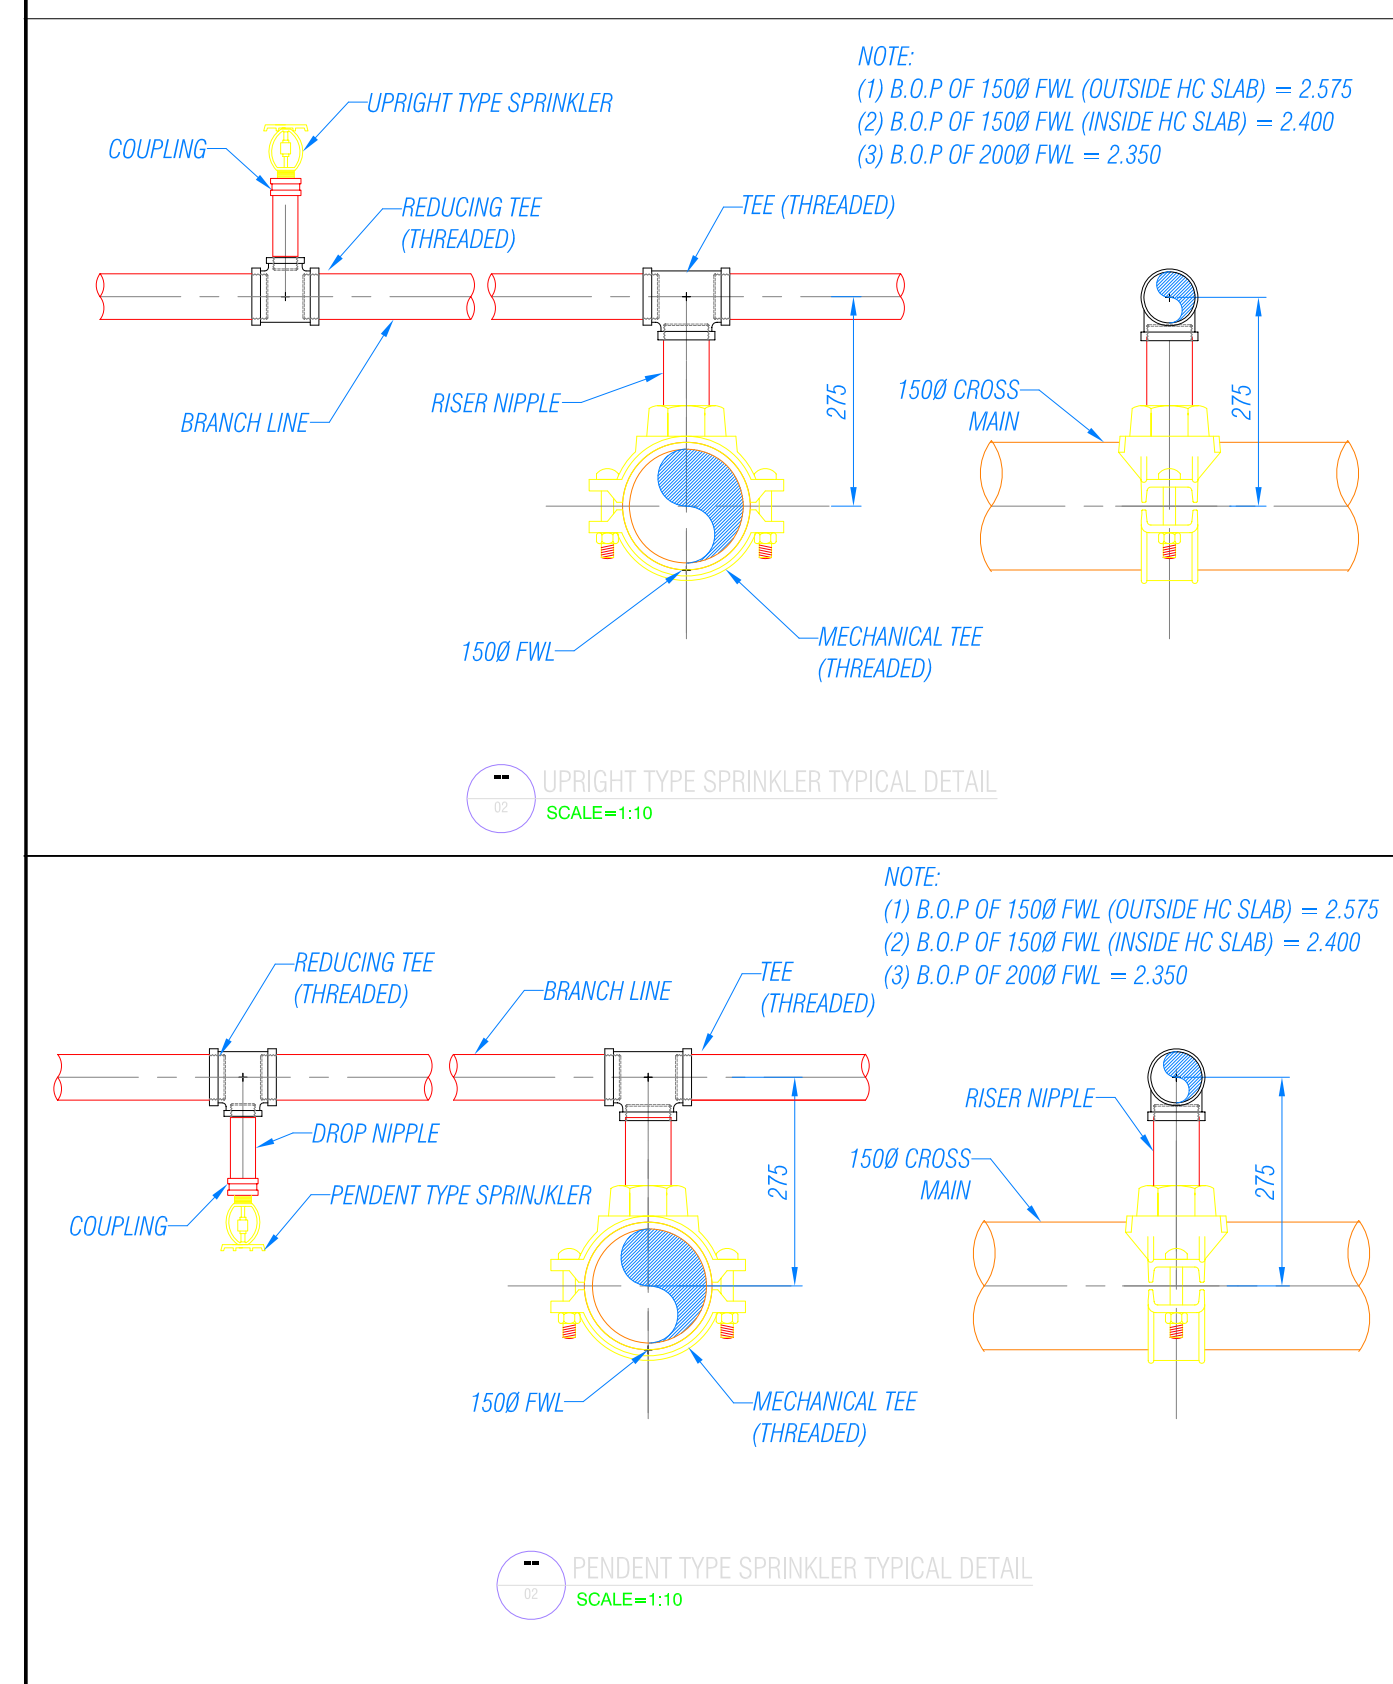 NOTE:
(1) B.O.P OF 150Ø FWL (OUTSIDE HC SLAB) = 2.575
(2) B.O.P OF 150Ø FWL (INSIDE HC SLAB) = 2.400
(3) B.O.P OF 200Ø FWL = 2.350
UPRIGHT TYPE SPRINKLER
COUPLING
REDUCING TEE
(THREADED)
TEE (THREADED)
BRANCH LINE
RISER NIPPLE
275
150Ø CROSS
MAIN
275
150Ø FWL
MECHANICAL TEE
(THREADED)
--
02
UPRIGHT TYPE SPRINKLER TYPICAL DETAIL
SCALE=1:10
NOTE:
(1) B.O.P OF 150Ø FWL (OUTSIDE HC SLAB) = 2.575
(2) B.O.P OF 150Ø FWL (INSIDE HC SLAB) = 2.400
(3) B.O.P OF 200Ø FWL = 2.350
REDUCING TEE
(THREADED)
BRANCH LINE
TEE
(THREADED)
DROP NIPPLE
PENDENT TYPE SPRINJKLER
COUPLING
275
RISER NIPPLE
150Ø CROSS
MAIN
275
150Ø FWL
MECHANICAL TEE
(THREADED)
--
02
PENDENT TYPE SPRINKLER TYPICAL DETAIL
SCALE=1:10